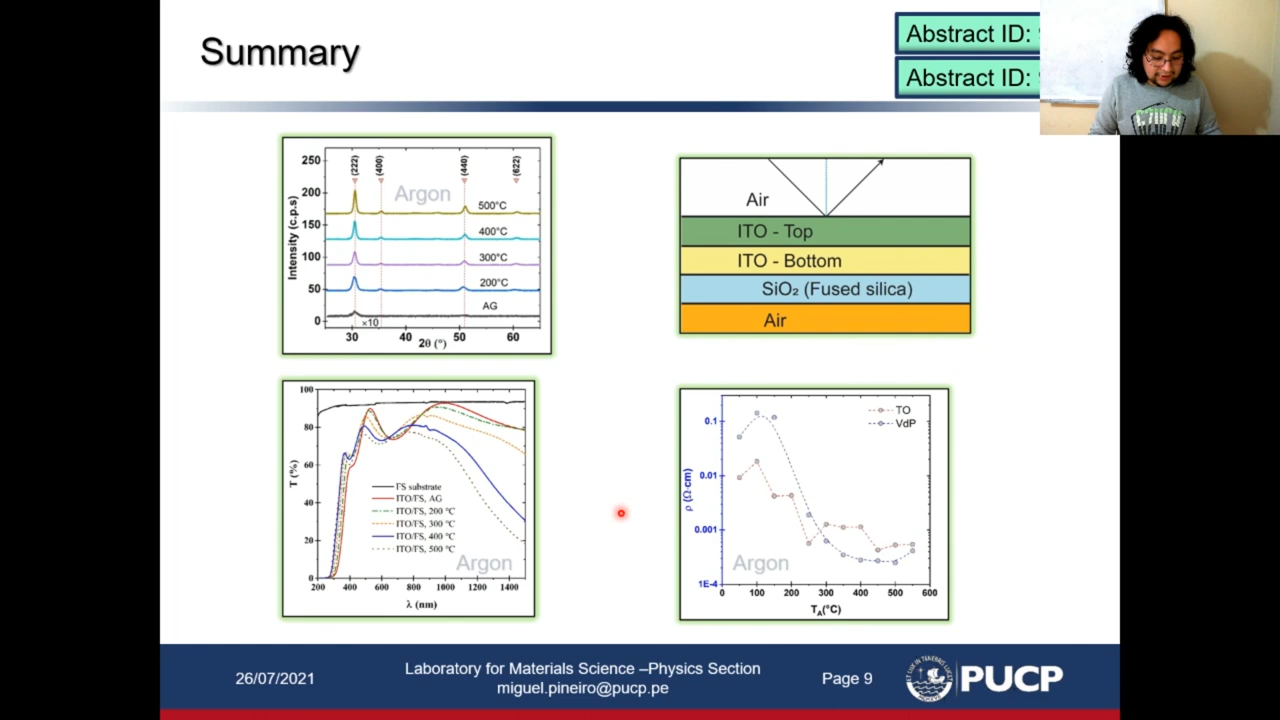 Summary
Abstract ID:
Abstract ID:
250
200
150
100
50
0
Intensity (c.p.s)
(222)
(400)
(440)
(622)
Argon
500°C
400°C
300°C
200°C
AG
×10
30
40
50
60
2θ (°)
Air
ITO - Top
ITO - Bottom
SiO₂ (Fused silica)
Air
100
80
60
40
20
0
T (%)
FS substrate
ITO/FS, AG
ITO/FS, 200 °C
ITO/FS, 300 °C
ITO/FS, 400 °C
ITO/FS, 500 °C
Argon
200
400
600
800
1000
1200
1400
λ (nm)
TO
VdP
0.1
0.01
0.001
1E-4
ρ (Ω·cm)
Argon
0
100
200
300
400
500
600
T_A(°C)
26/07/2021
Laboratory for Materials Science –Physics Section
miguel.pineiro@pucp.pe
Page 9
PUCP